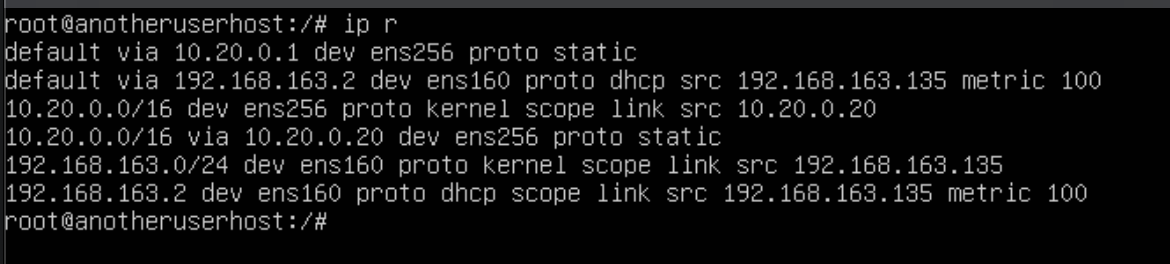 root@anotheruserhost:/# ip r
default via 10.20.0.1 dev ens256 proto static
default via 192.168.163.2 dev ens160 proto dhcp src 192.168.163.135 metric 100
10.20.0.0/16 dev ens256 proto kernel scope link src 10.20.0.20
10.20.0.0/16 via 10.20.0.20 dev ens256 proto static
192.168.163.0/24 dev ens160 proto kernel scope link src 192.168.163.135
192.168.163.2 dev ens160 proto dhcp scope link src 192.168.163.135 metric 100
root@anotheruserhost:/#